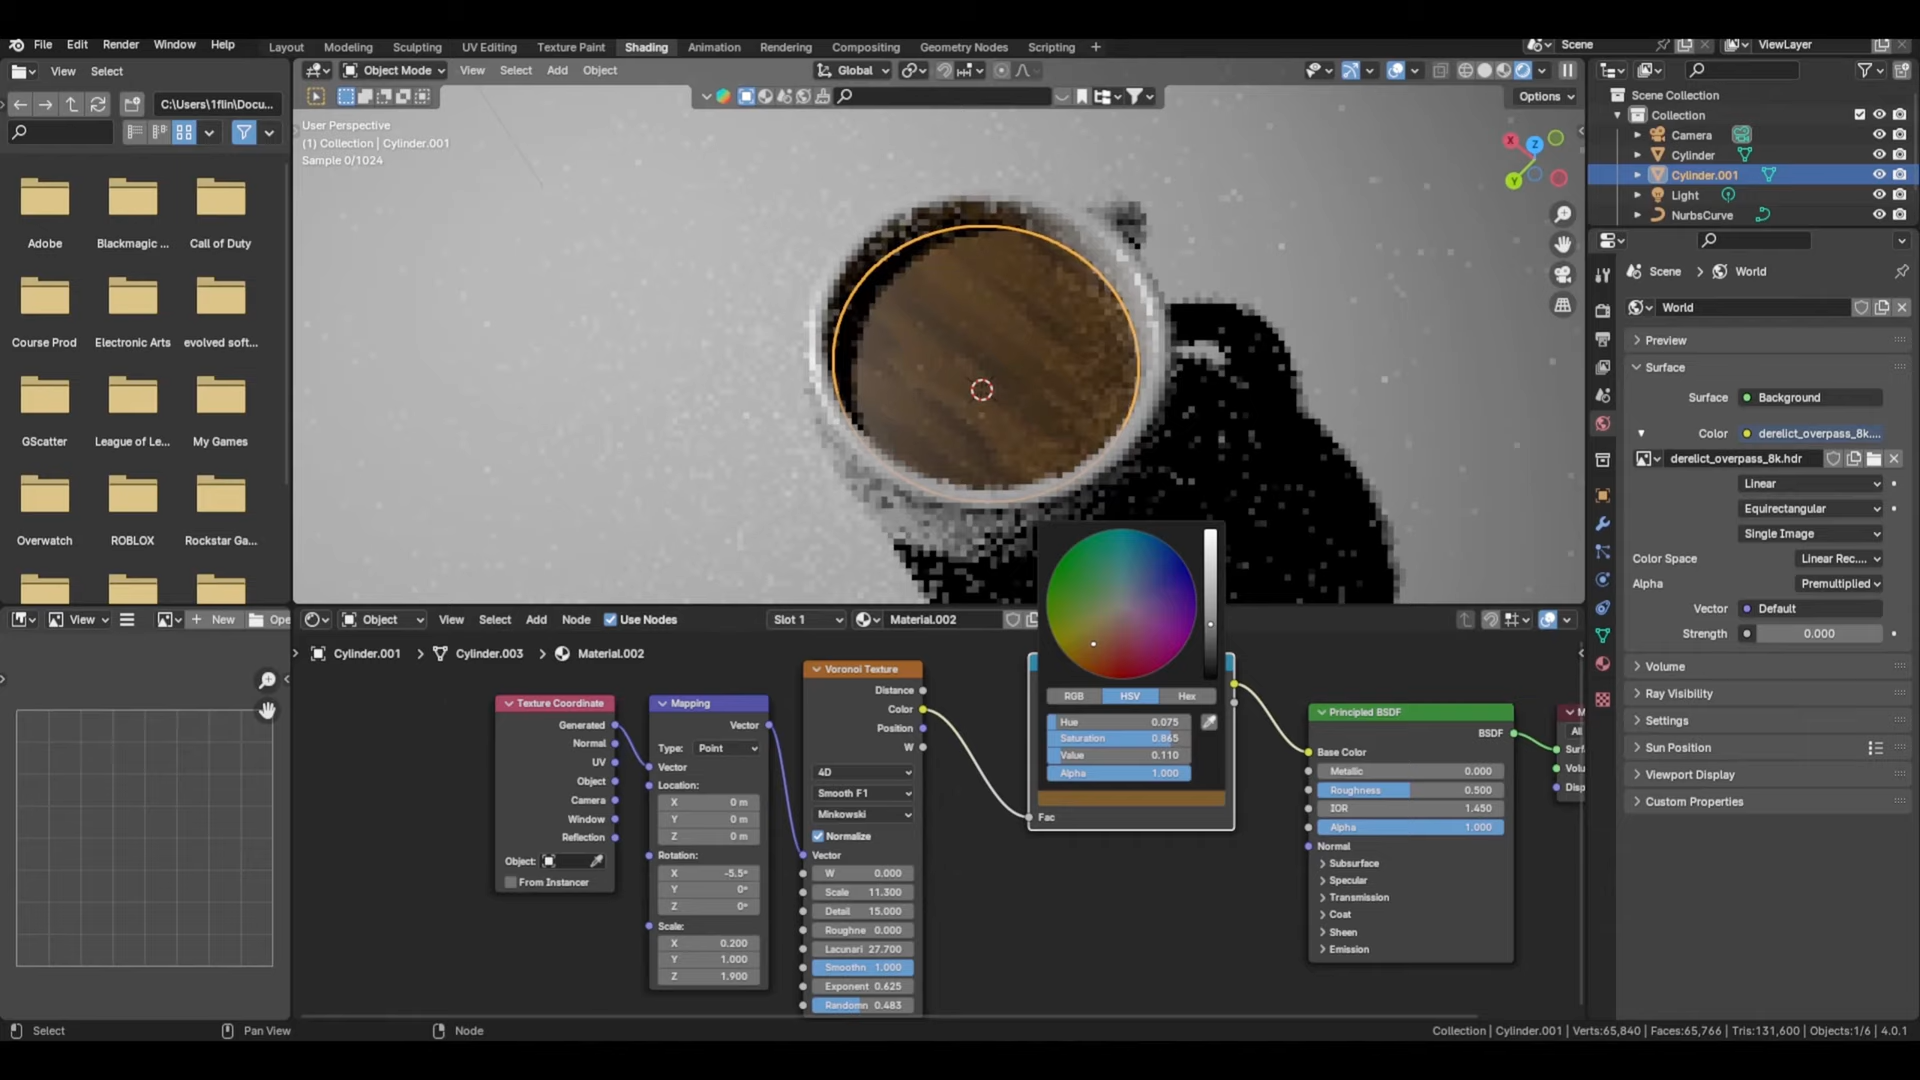 File Edit Render Window Help
Layout Modeling Sculpting UV Editing Texture Paint Shading Animation Rendering Compositing Geometry Nodes Scripting +
Scene ViewLayer
View Select
Object Mode View Select Add Object
Global
C:\Users\1flin\Docu...
Options
User Perspective
(1) Collection | Cylinder.001
Sample 0/1024
X Z Y
Adobe Blackmagic ... Call of Duty
Course Prod Electronic Arts evolved soft...
GScatter League of Le... My Games
Overwatch ROBLOX Rockstar Ga...
Scene Collection
Collection
Camera
Cylinder
Cylinder.001
Light
NurbsCurve
Scene > World
World
Preview
Surface
Surface Background
Color derelict_overpass_8k....
derelict_overpass_8k.hdr
Linear
Equirectangular
Single Image
Color Space Linear Rec....
Alpha Premultiplied
Vector Default
Strength 0.000
Volume
Ray Visibility
Settings
Sun Position
Viewport Display
Custom Properties
View New Ope
Object View Select Add Node Use Nodes Slot 1 Material.002
Cylinder.001 > Cylinder.003 > Material.002
Texture Coordinate
Generated
Normal
UV
Object
Camera
Window
Reflection
Object:
From Instancer
Mapping
Vector
Type: Point
Vector
Location:
X 0 m
Y 0 m
Z 0 m
Rotation:
X -5.5°
Y 0°
Z 0°
Scale:
X 0.200
Y 1.000
Z 1.900
Voronoi Texture
Distance
Color
Position
W
4D
Smooth F1
Minkowski
Normalize
Vector
W 0.000
Scale 11.300
Detail 15.000
Roughne 0.000
Lacunari 27.700
Smoothn 1.000
Exponent 0.625
Randomn 0.483
RGB HSV Hex
Hue 0.075
Saturation 0.865
Value 0.110
Alpha 1.000
Fac
Principled BSDF
BSDF
Base Color
Metallic 0.000
Roughness 0.500
IOR 1.450
Alpha 1.000
Normal
Subsurface
Specular
Transmission
Coat
Sheen
Emission
M
All
Surf
Volu
Disp
Select Pan View Node
Collection | Cylinder.001 | Verts:65,840 | Faces:65,766 | Tris:131,600 | Objects:1/6 | 4.0.1